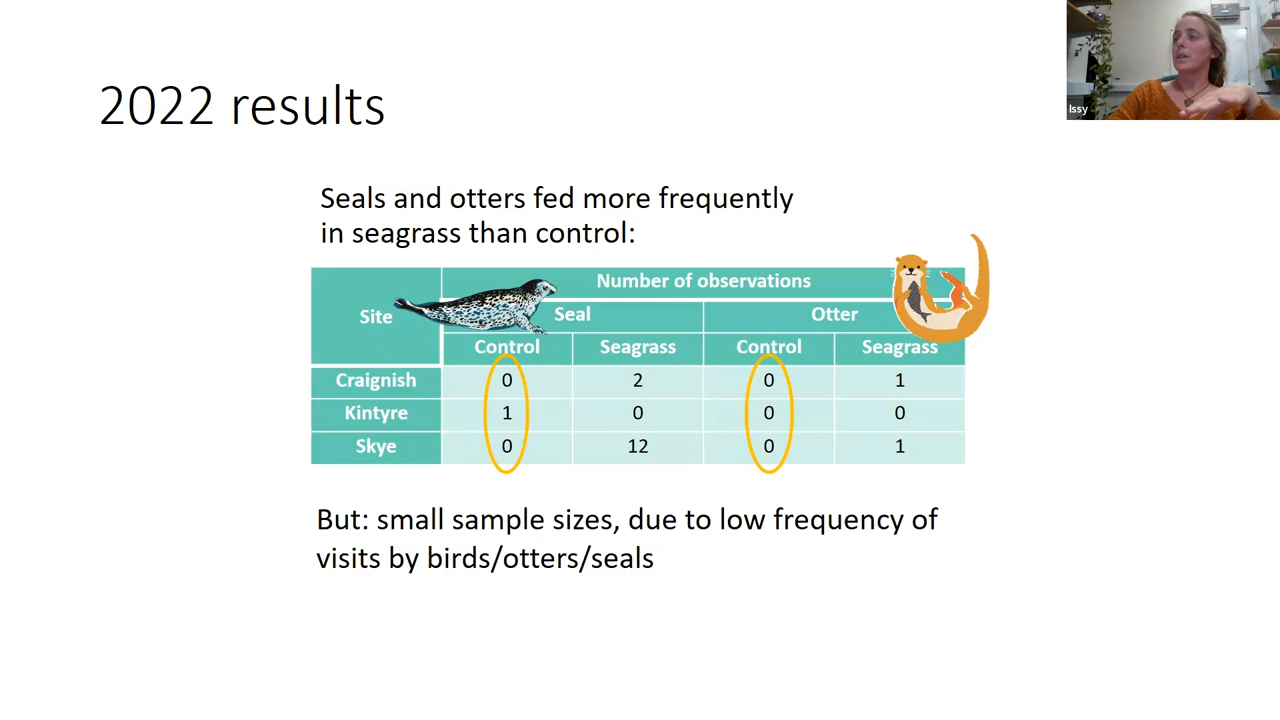 Issy
2022 results
Seals and otters fed more frequently
in seagrass than control:
Site
Number of observations
Seal
Otter
Control
Seagrass
Control
Seagrass
Craignish 0 2 0 1
Kintyre 1 0 0 0
Skye 0 12 0 1
But: small sample sizes, due to low frequency of
visits by birds/otters/seals